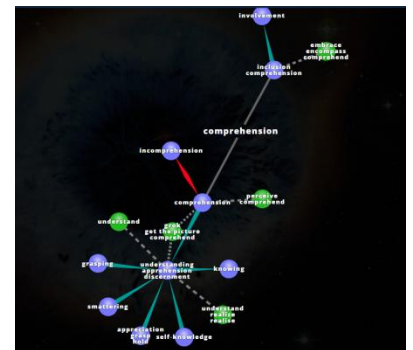 involvement
embrace
encompass
comprehend
inclusion
comprehension
comprehension
incomprehension
comprehension
perceive
comprehend
understand
grok
get the picture
comprehend
grasping
understanding
apprehension
discernment
knowing
smattering
understand
realize
realise
appreciation
grasp
hold
self-knowledge